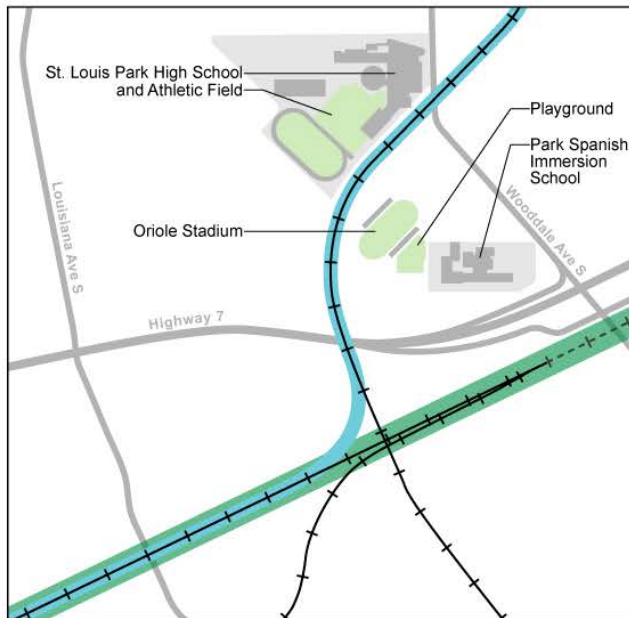 St. Louis Park High School
and Athletic Field
Playground
Park Spanish
Immersion
School
Louisiana Ave S
Wooddale Ave S
Oriole Stadium
Highway 7